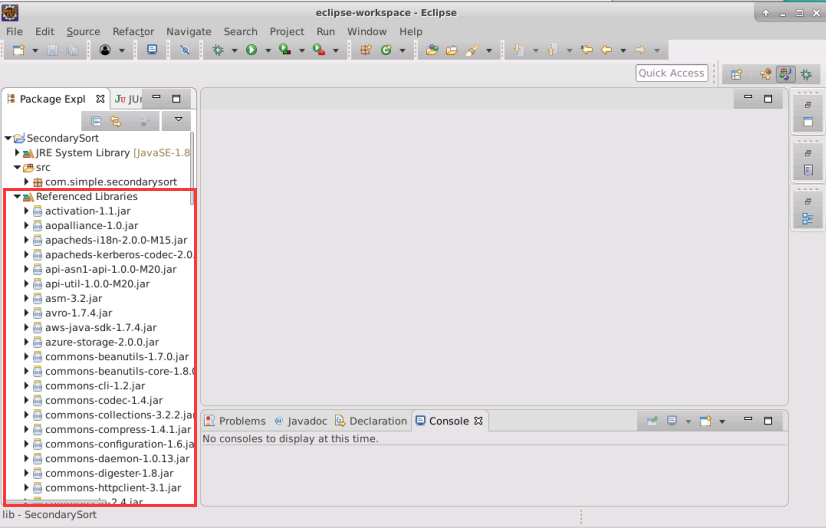 eclipse-workspace - Eclipse
File Edit Source Refactor Navigate Search Project Run Window Help
Quick Access
Package Expl JUn
SecondarySort
JRE System Library [JavaSE-1.8
src
com.simple.secondarysort
Referenced Libraries
activation-1.1.jar
aopalliance-1.0.jar
apacheds-i18n-2.0.0-M15.jar
apacheds-kerberos-codec-2.0.
api-asn1-api-1.0.0-M20.jar
api-util-1.0.0-M20.jar
asm-3.2.jar
avro-1.7.4.jar
aws-java-sdk-1.7.4.jar
azure-storage-2.0.0.jar
commons-beanutils-1.7.0.jar
commons-beanutils-core-1.8.0
commons-cli-1.2.jar
commons-codec-1.4.jar
commons-collections-3.2.2.jar
commons-compress-1.4.1.jar
commons-configuration-1.6.ja
commons-daemon-1.0.13.jar
commons-digester-1.8.jar
commons-httpclient-3.1.jar
Problems Javadoc Declaration Console
No consoles to display at this time.
lib - SecondarySort